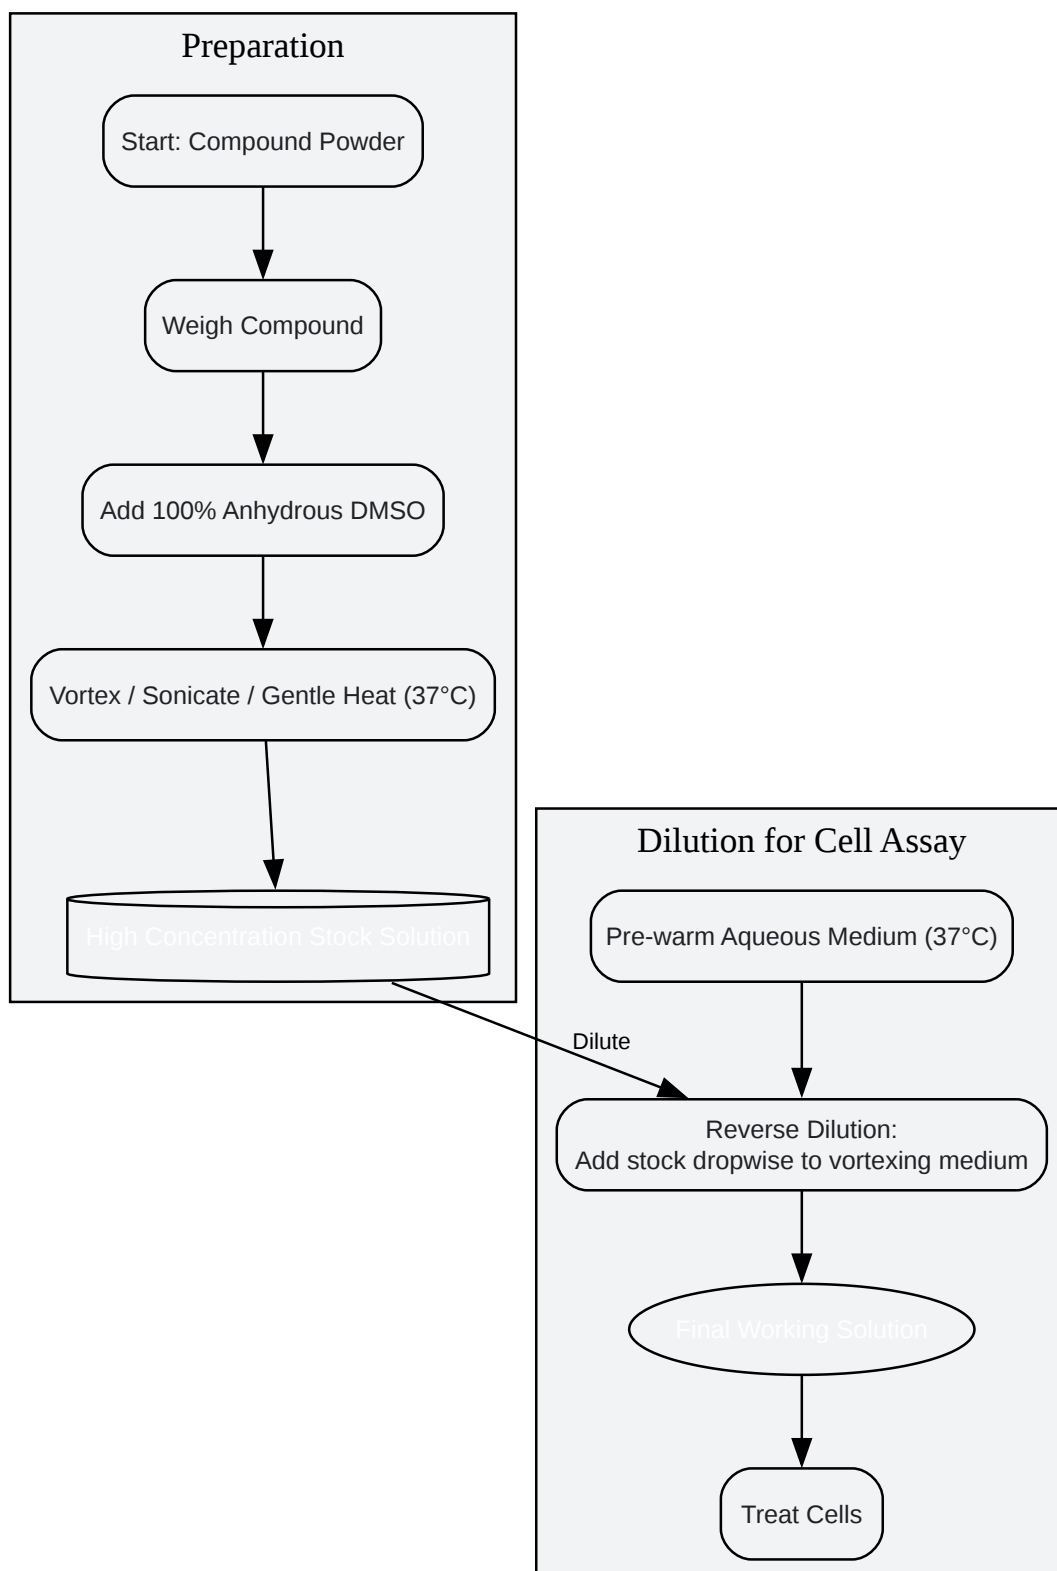 Preparation
Start: Compound Powder
Weigh Compound
Add 100% Anhydrous DMSO
Vortex / Sonicate / Gentle Heat (37°C)
High Concentration Stock Solution
Dilute
Dilution for Cell Assay
Pre-warm Aqueous Medium (37°C)
Reverse Dilution:
Add stock dropwise to vortexing medium
Final Working Solution
Treat Cells